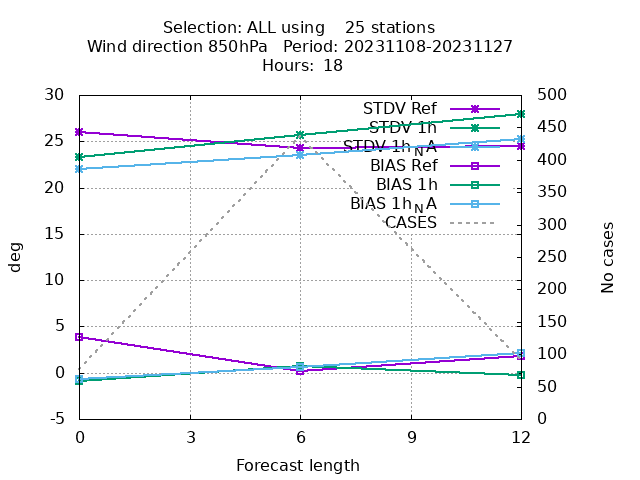 Selection: ALL using    25 stations
Wind direction 850hPa   Period: 20231108-20231127
Hours: 18
30
25
20
15
10
5
0
-5
deg
500
450
400
350
300
250
200
150
100
50
0
No cases
STDV Ref
STDV 1h
STDV 1h_NA
BIAS Ref
BIAS 1h
BIAS 1h_NA
CASES
0 3 6 9 12
Forecast length